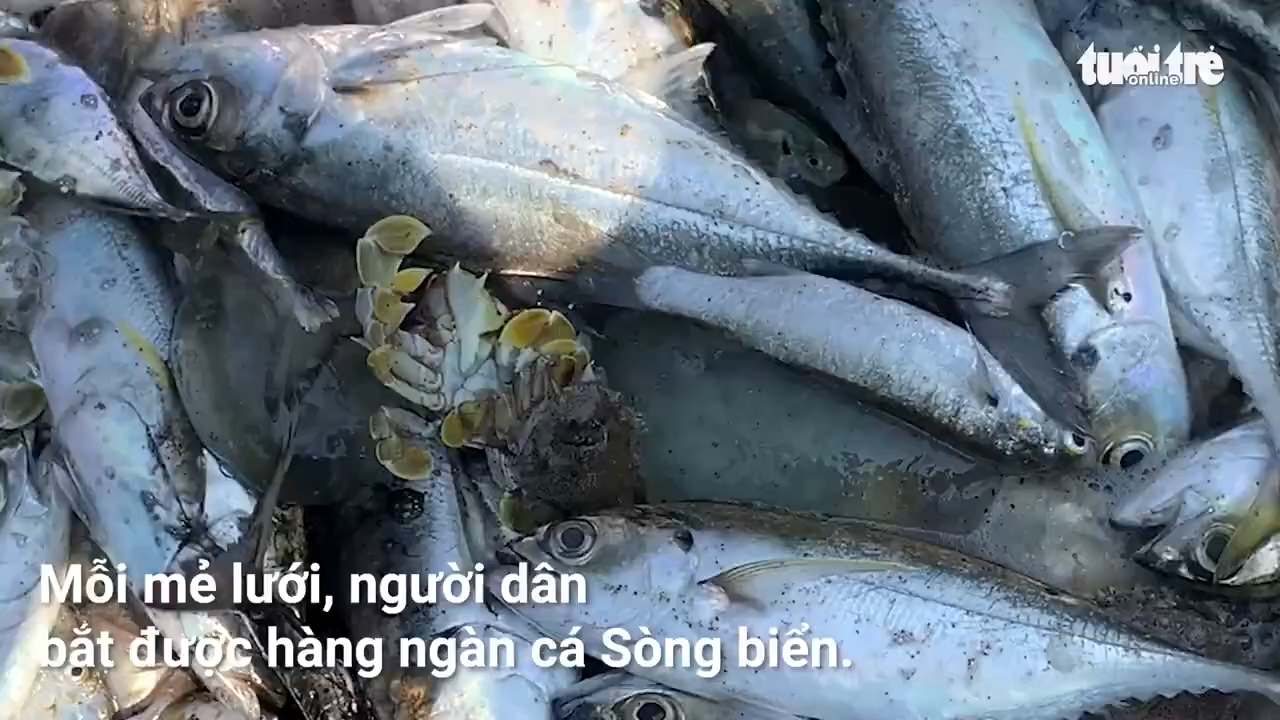 tuổi trẻ
online
Mỗi mẻ lưới, người dân
bắt được hàng ngàn cá Sòng biển.